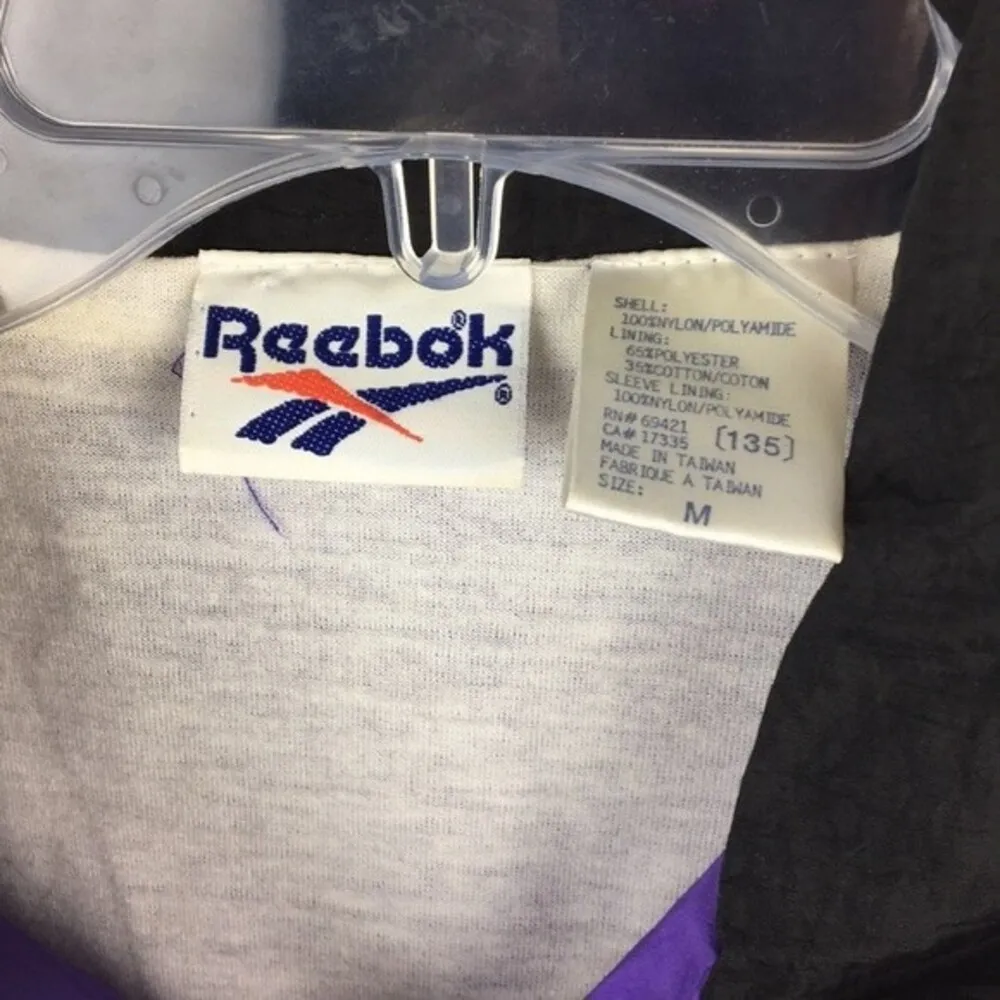 Reebok®
®
SHELL:
100%NYLON/POLYAMIDE
LINING:
65%POLYESTER
35%COTTON/COTON
SLEEVE LINING:
100%NYLON/POLYAMIDE
RN# 69421
CA# 17335 [135]
MADE IN TAIWAN
FABRIQUE A TAIWAN
SIZE:
M